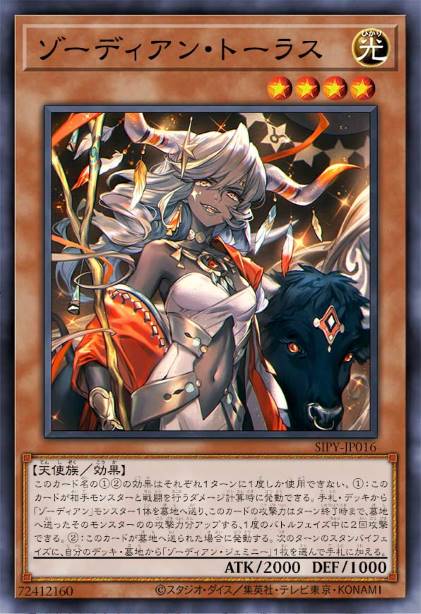 ゾーディアン・トーラス
ひかり
光
SIPY-JP016
【天使族／効果】
このカード名の①②の効果はそれぞれ1ターンに1度しか使用できない。①：この
カードが相手モンスターと戦闘を行うダメージ計算時に発動できる。手札・デッキから
「ゾーディアン」モンスター1体を墓地へ送り、このカードの攻撃力はターン終了時まで、墓地
へ送ったそのモンスターの攻撃力分アップする、1度のバトルフェイズ中に2回攻撃
できる。②：このカードが墓地へ送られた場合に発動する。次のターンのスタンバイフ
ェイズに、自分のデッキ・墓地から「ゾーディアン・ジェミニ〜」1枚を選んで手札に加える。
ATK/2000 DEF/1000
72412160
©スタジオ・ダイス／集英社・テレビ東京・KONAMI